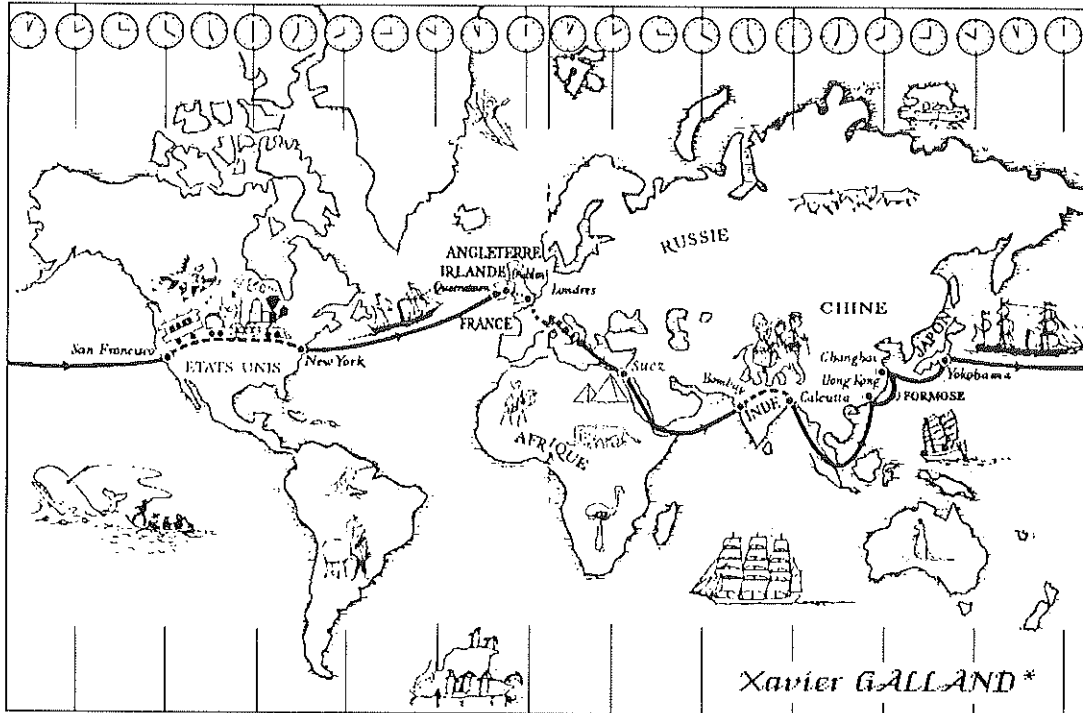 ANGLETERRE
IRLANDE
Dublin
Queenstown
Londres
FRANCE
RUSSIE
CHINE
JAPON
San Francisco
New York
ETATS UNIS
Suez
Bombay
INDE
Calcutta
Changhai
Hong Kong
FORMOSE
Yokohama
AFRIQUE
Xavier GALLAND*